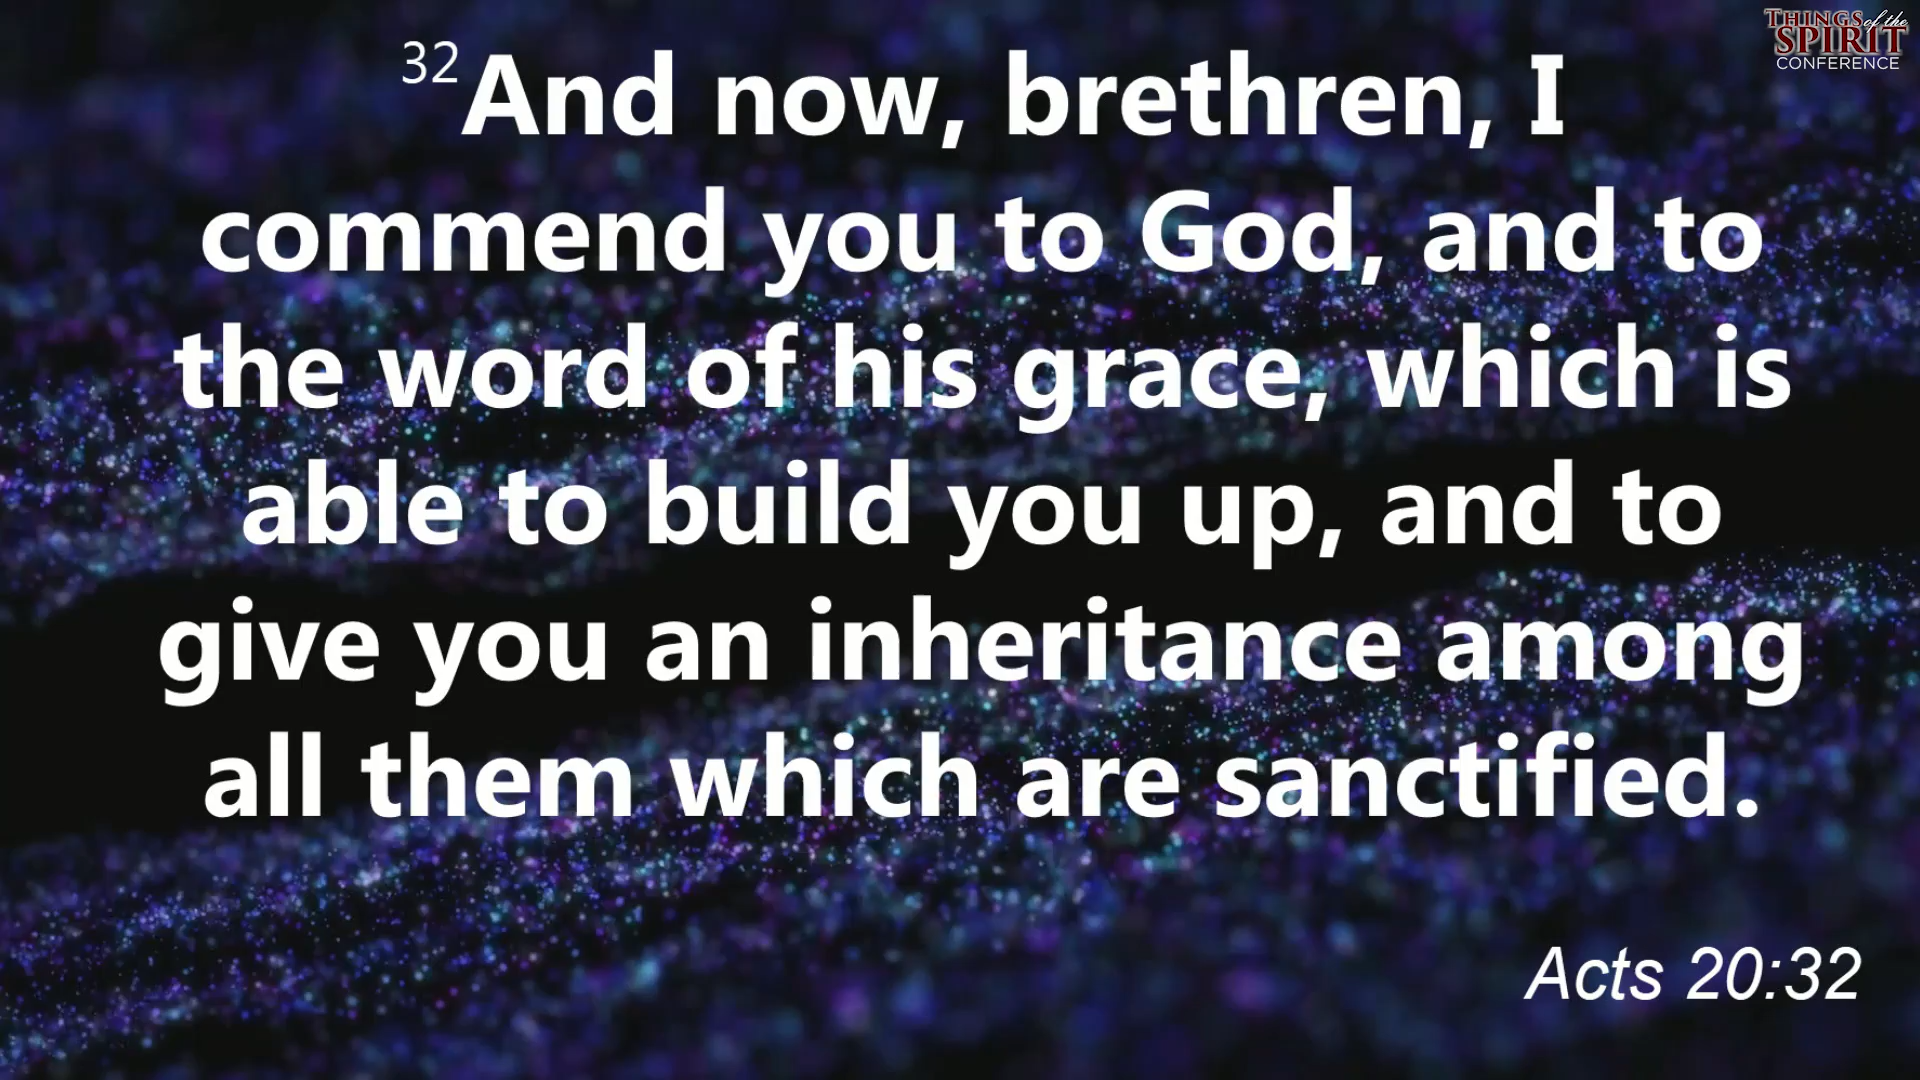 THINGS of the
SPIRIT
CONFERENCE
32And now, brethren, I
commend you to God, and to
the word of his grace, which is
able to build you up, and to
give you an inheritance among
all them which are sanctified.
Acts 20:32